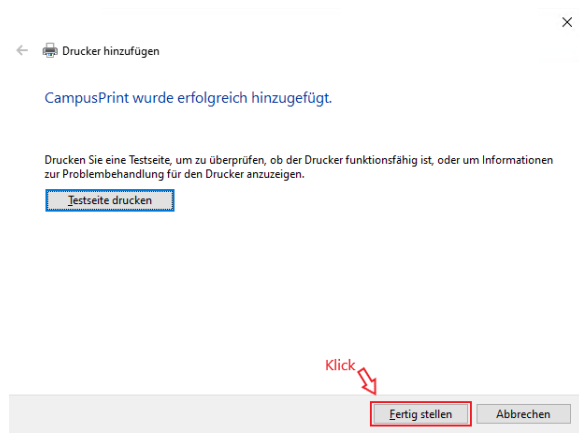 Drucker hinzufügen
CampusPrint wurde erfolgreich hinzugefügt.
Drucken Sie eine Testseite, um zu überprüfen, ob der Drucker funktionsfähig ist, oder um Informationen
zur Problembehandlung für den Drucker anzuzeigen.
Testseite drucken
Klick
Fertig stellen Abbrechen